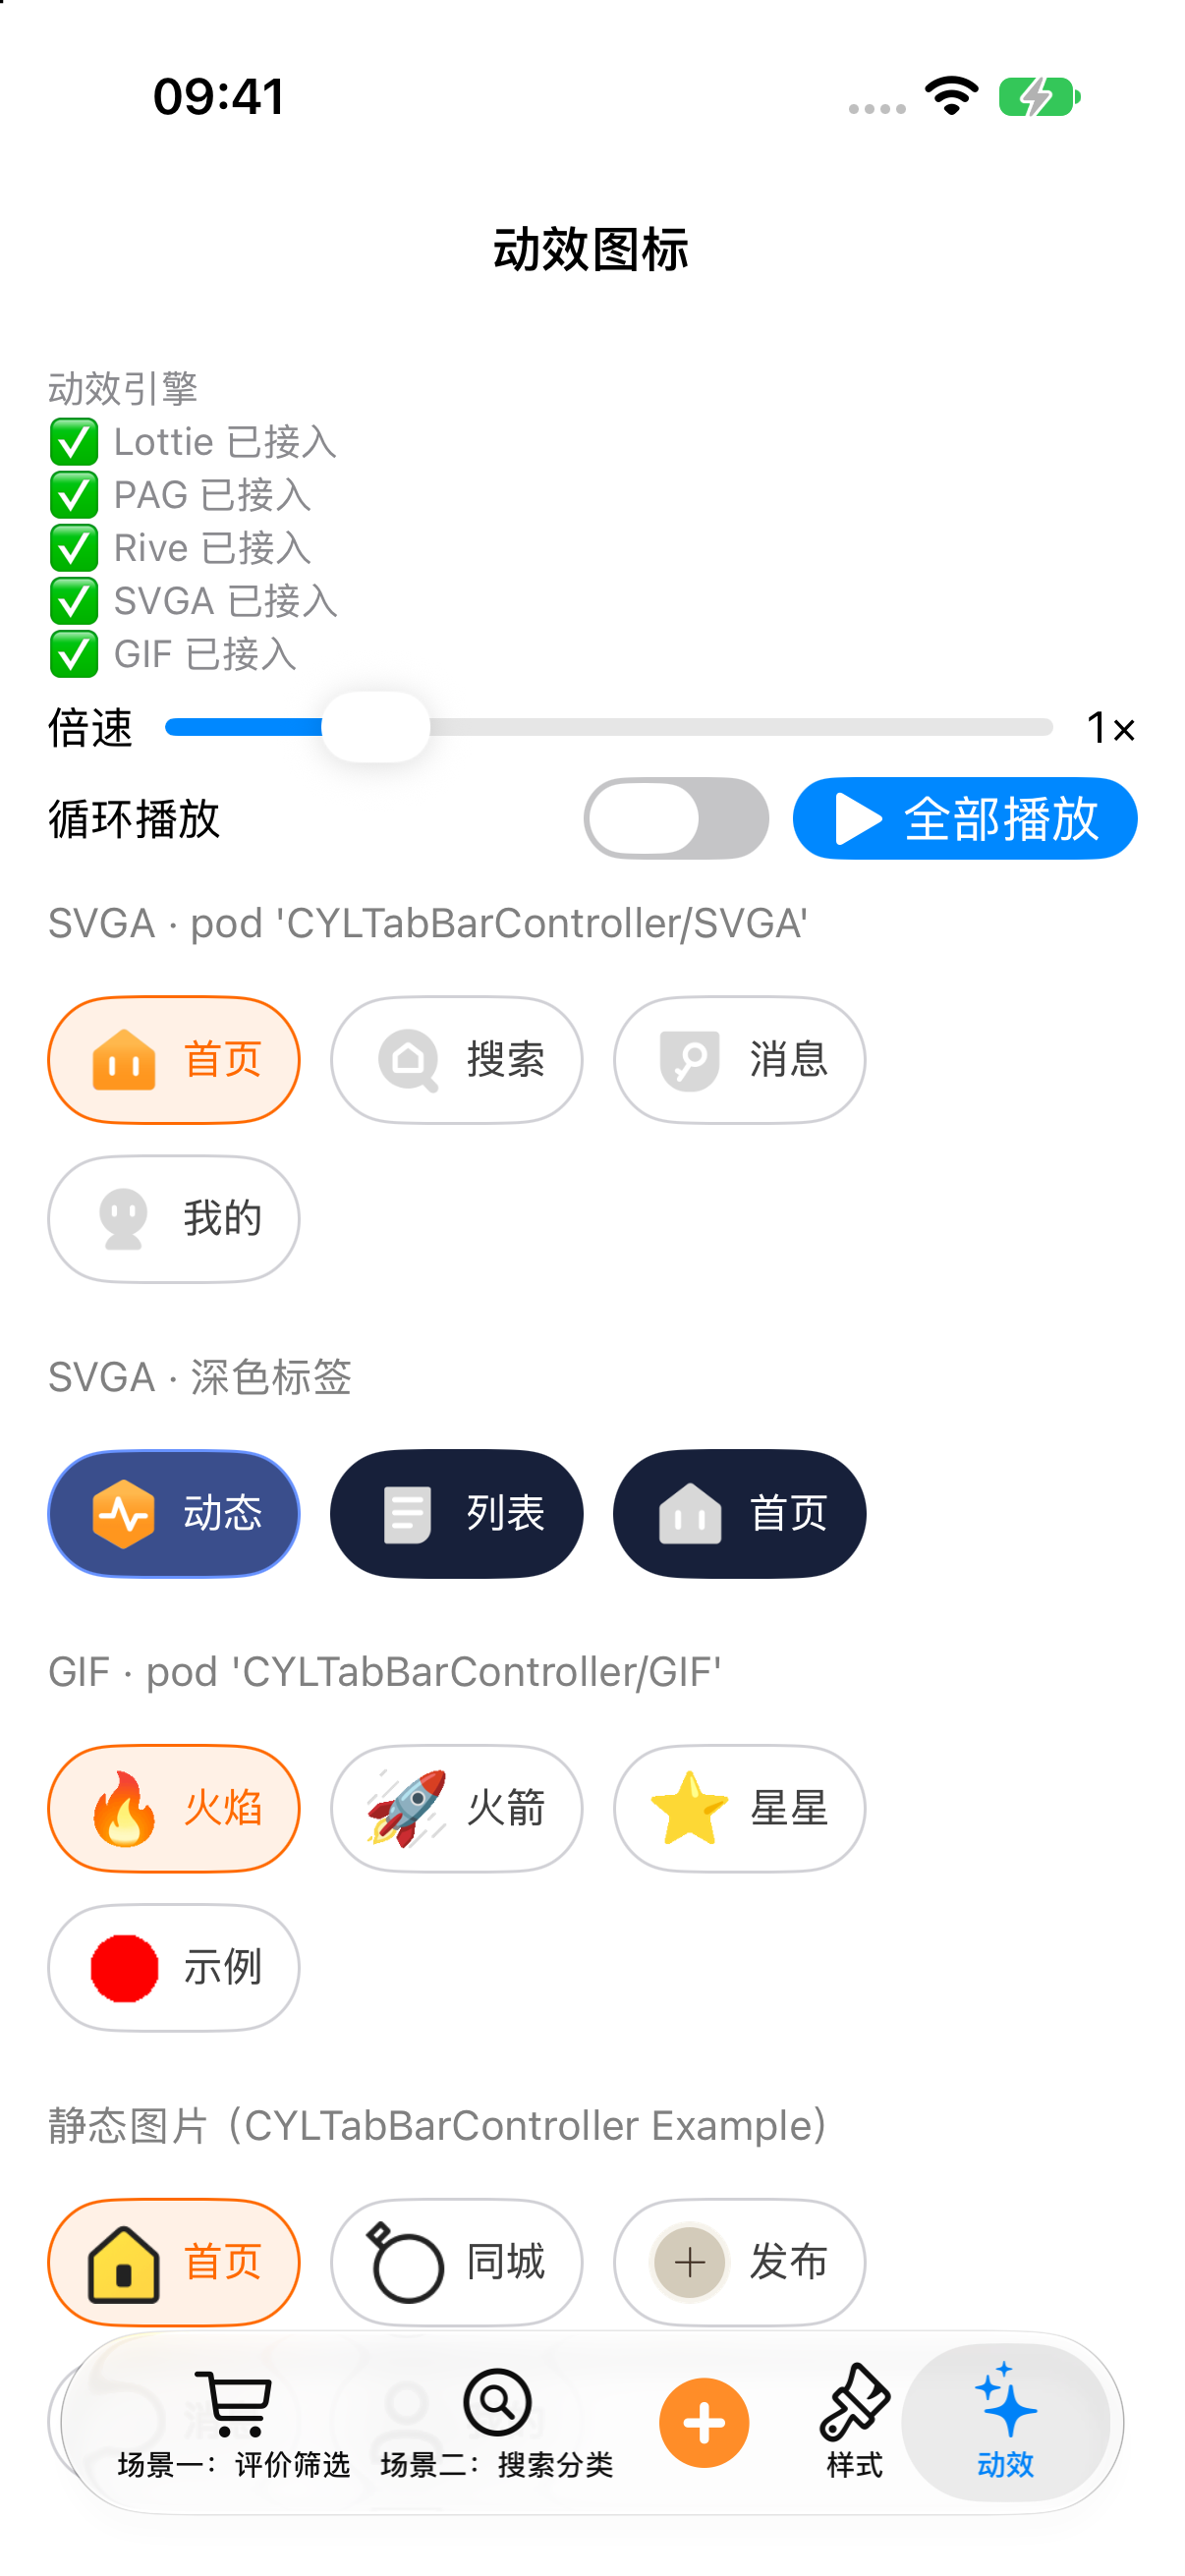 09:41
动效图标
动效引擎
✅ Lottie 已接入
✅ PAG 已接入
✅ Rive 已接入
✅ SVGA 已接入
✅ GIF 已接入
倍速 1×
循环播放 ▶ 全部播放
SVGA · pod 'CYLTabBarController/SVGA'
首页 搜索 消息
我的
SVGA · 深色标签
动态 列表 首页
GIF · pod 'CYLTabBarController/GIF'
火焰 火箭 星星
示例
静态图片（CYLTabBarController Example）
首页 同城 发布
场景一：评价筛选 场景二：搜索分类 样式 动效